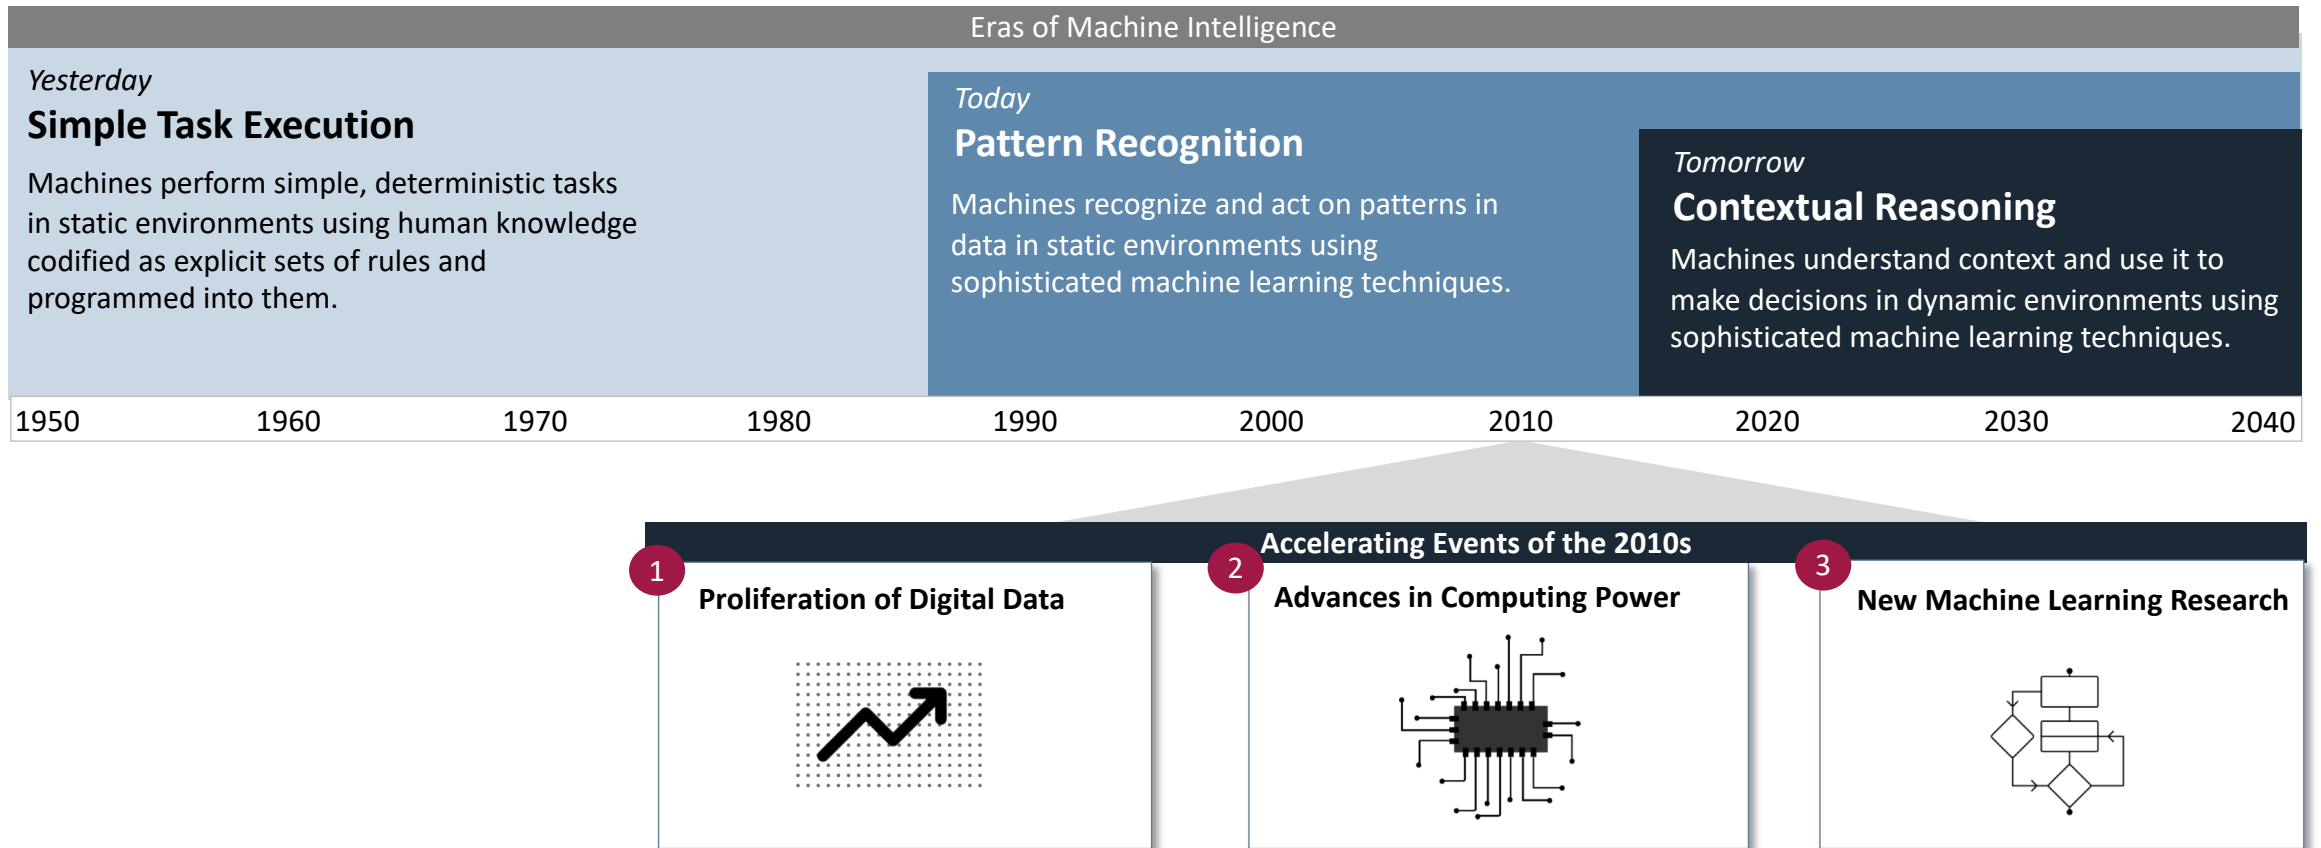 Eras of Machine Intelligence
Yesterday
Simple Task Execution
Machines perform simple, deterministic tasks
in static environments using human knowledge
codified as explicit sets of rules and
programmed into them.
Today
Pattern Recognition
Machines recognize and act on patterns in
data in static environments using
sophisticated machine learning techniques.
Tomorrow
Contextual Reasoning
Machines understand context and use it to
make decisions in dynamic environments using
sophisticated machine learning techniques.
1950 1960 1970 1980 1990 2000 2010 2020 2030 2040
Accelerating Events of the 2010s
1
Proliferation of Digital Data
2
Advances in Computing Power
3
New Machine Learning Research